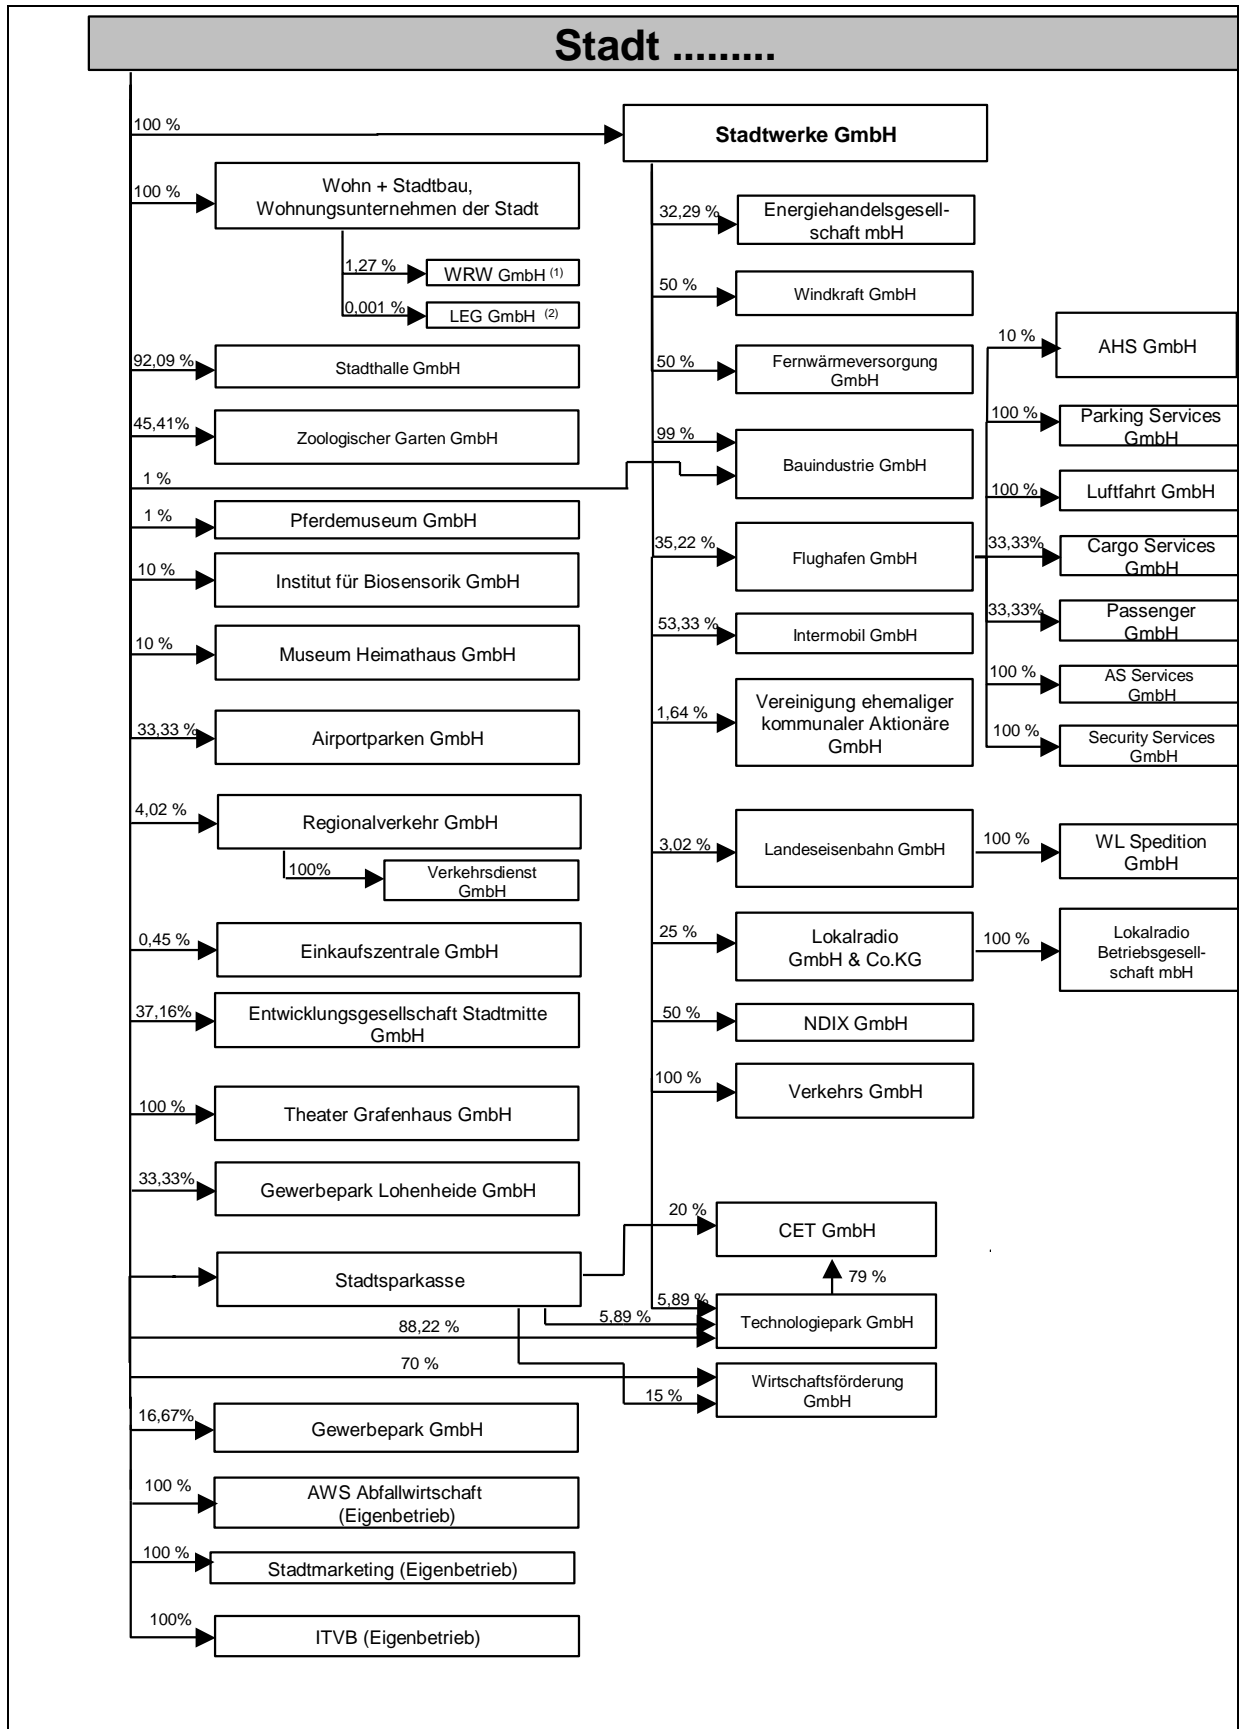 Stadt .........
100 %
Stadtwerke GmbH
100 %
Wohn + Stadtbau,
Wohnungsunternehmen der Stadt
1,27 %
WRW GmbH (1)
0,001 %
LEG GmbH (2)
92,09 %
Stadthalle GmbH
45,41%
Zoologischer Garten GmbH
1 %
1 %
Pferdemuseum GmbH
10 %
Institut für Biosensorik GmbH
10 %
Museum Heimathaus GmbH
33,33 %
Airportparken GmbH
4,02 %
Regionalverkehr GmbH
100%
Verkehrsdienst
GmbH
0,45 %
Einkaufszentrale GmbH
37,16%
Entwicklungsgesellschaft Stadtmitte
GmbH
100 %
Theater Grafenhaus GmbH
33,33%
Gewerbepark Lohenheide GmbH
Stadtsparkasse
88,22 %
70 %
16,67%
Gewerbepark GmbH
100 %
AWS Abfallwirtschaft
(Eigenbetrieb)
100 %
Stadtmarketing (Eigenbetrieb)
100%
ITVB (Eigenbetrieb)
32,29 %
Energiehandelsgesell-
schaft mbH
50 %
Windkraft GmbH
50 %
Fernwärmeversorgung
GmbH
99 %
Bauindustrie GmbH
35,22 %
Flughafen GmbH
53,33 %
Intermobil GmbH
1,64 %
Vereinigung ehemaliger
kommunaler Aktionäre
GmbH
3,02 %
Landeseisenbahn GmbH
100 %
WL Spedition
GmbH
25 %
Lokalradio
GmbH & Co.KG
100 %
Lokalradio
Betriebsgesell-
schaft mbH
50 %
NDIX GmbH
100 %
Verkehrs GmbH
20 %
CET GmbH
79 %
5,89 %
5,89 %
Technologiepark GmbH
15 %
Wirtschaftsförderung
GmbH
10 %
AHS GmbH
100 %
Parking Services
GmbH
100 %
Luftfahrt GmbH
33,33%
Cargo Services
GmbH
33,33%
Passenger
GmbH
100 %
AS Services
GmbH
100 %
Security Services
GmbH